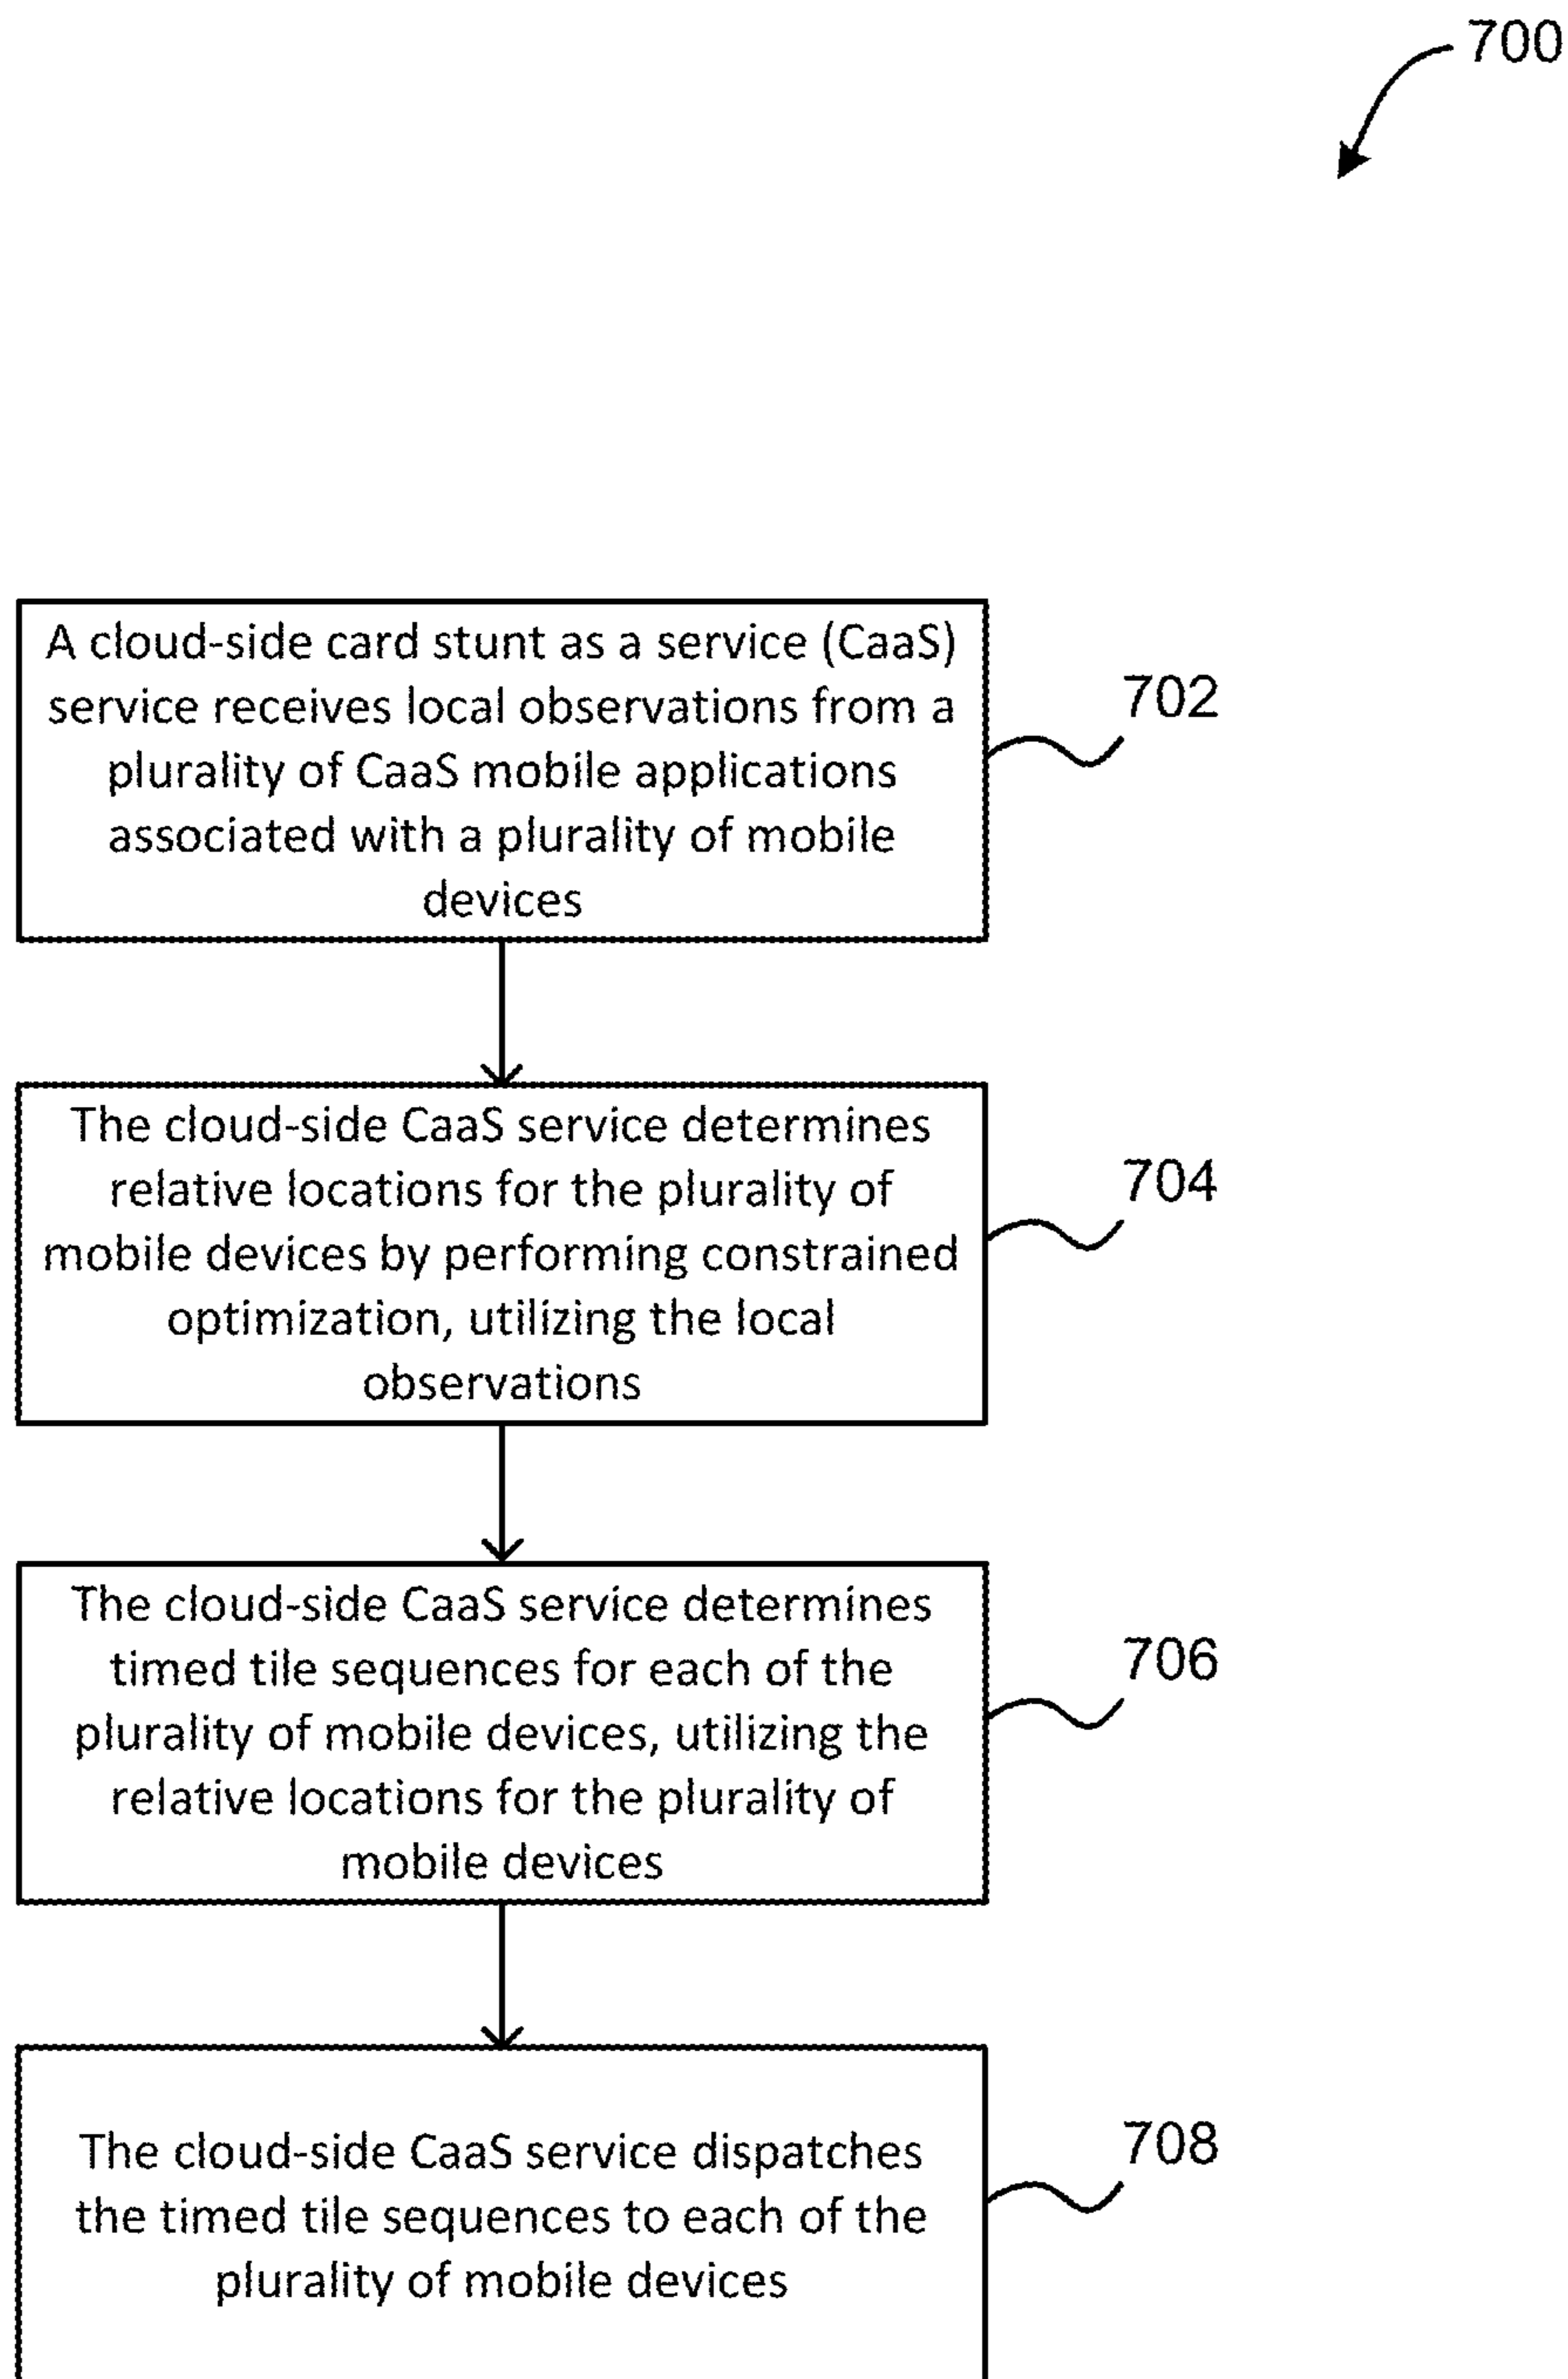 700
A cloud-side card stunt as a service (CaaS)
service receives local observations from a
plurality of CaaS mobile applications
associated with a plurality of mobile
devices
702
The cloud-side CaaS service determines
relative locations for the plurality of
mobile devices by performing constrained
optimization, utilizing the local
observations
704
The cloud-side CaaS service determines
timed tile sequences for each of the
plurality of mobile devices, utilizing the
relative locations for the plurality of
mobile devices
706
The cloud-side CaaS service dispatches
the timed tile sequences to each of the
plurality of mobile devices
708